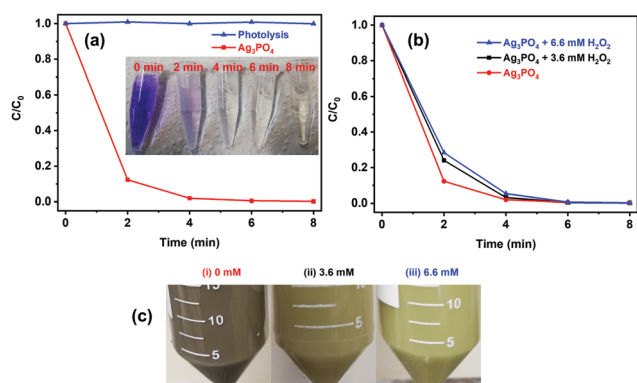 (a)
Photolysis
Ag₃PO₄
0 min 2 min 4 min 6 min 8 min
C/C₀
1.0
0.8
0.6
0.4
0.2
0.0
0 2 4 6 8
Time (min)
(b)
Ag₃PO₄ + 6.6 mM H₂O₂
Ag₃PO₄ + 3.6 mM H₂O₂
Ag₃PO₄
C/C₀
1.0
0.8
0.6
0.4
0.2
0.0
0 2 4 6 8
Time (min)
(i) 0 mM (ii) 3.6 mM (iii) 6.6 mM
(c)
10
5
10
5
10
5